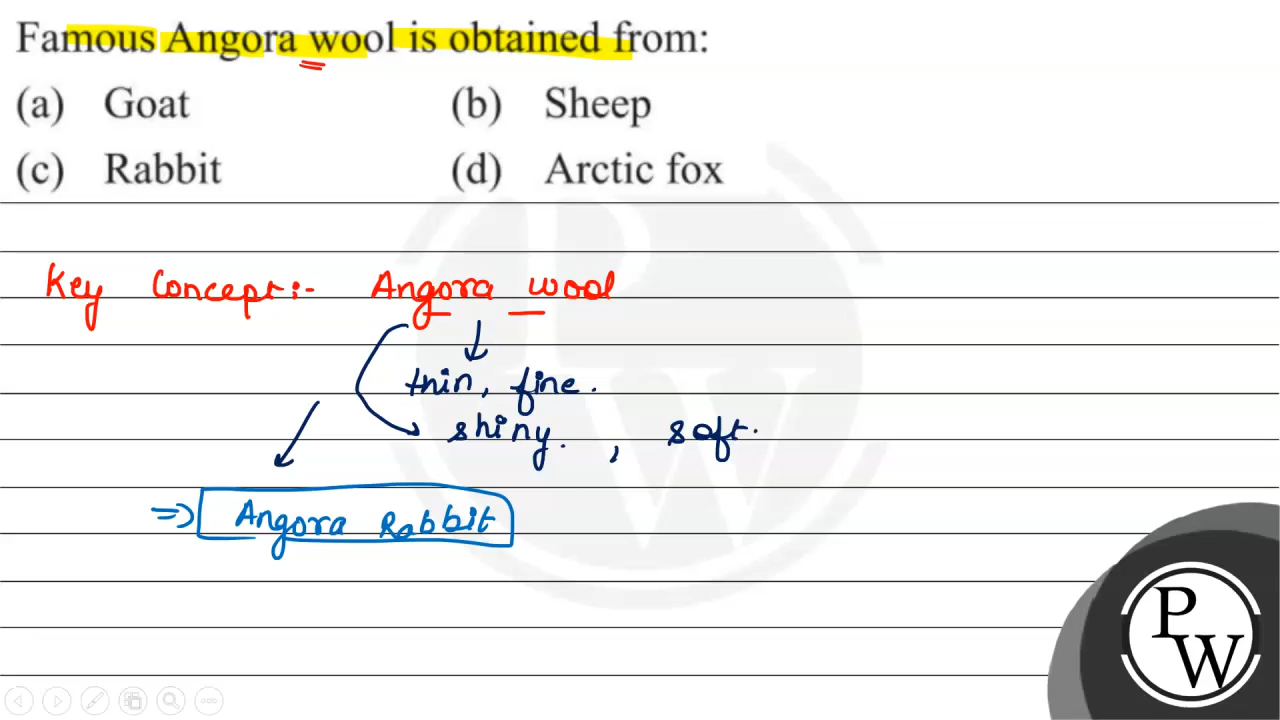 Famous Angora wool is obtained from:
(a) Goat (b) Sheep
(c) Rabbit (d) Arctic fox
Key Concept:- Angora wool
thin, fine.
shiny. , soft.
⇒ Angora Rabbit
P
W
P
W